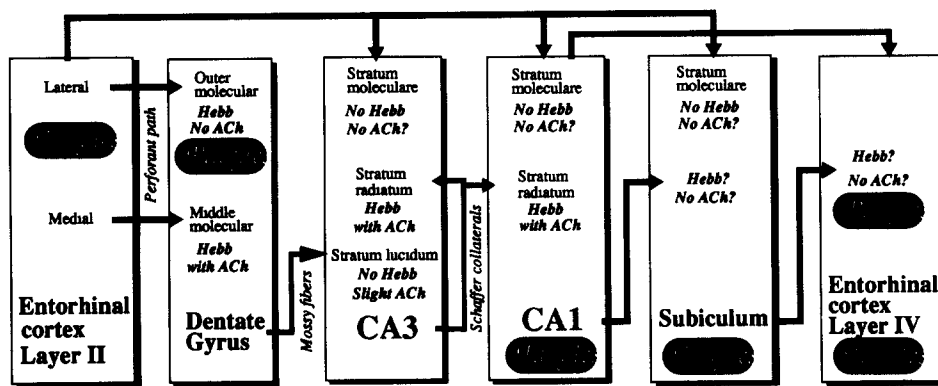 Lateral
Medial
Entorhinal
cortex
Layer II
Perforant path
Outer
molecular
Hebb
No ACh
Middle
molecular
Hebb
with ACh
Dentate
Gyrus
Mossy fibers
Stratum
moleculare
No Hebb
No ACh?
Stratum
radiatum
Hebb
with ACh
Stratum lucidum
No Hebb
Slight ACh
CA3
Schaffer collaterals
Stratum
moleculare
No Hebb
No ACh?
Stratum
radiatum
Hebb
with ACh
CA1
Stratum
moleculare
No Hebb
No ACh?
Hebb?
No ACh?
Subiculum
Hebb?
No ACh?
Entorhinal
cortex
Layer IV